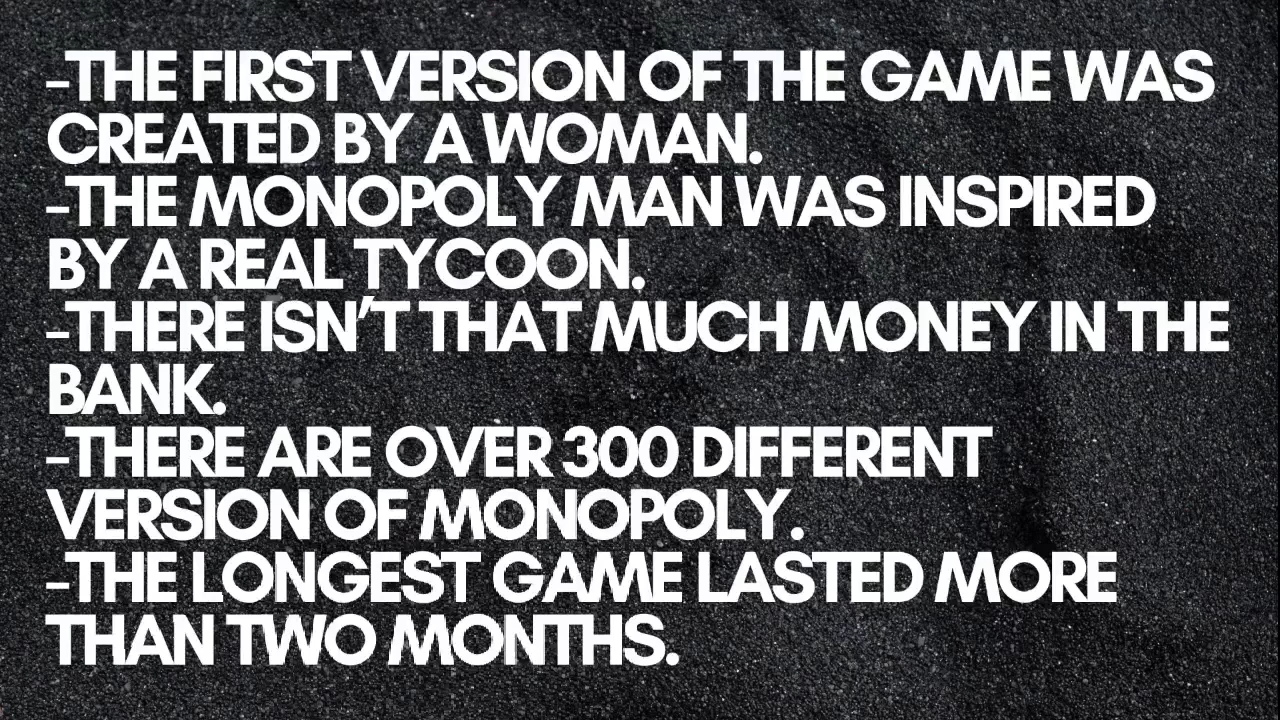 -THE FIRST VERSION OF THE GAME WAS
CREATED BY A WOMAN.
-THE MONOPOLY MAN WAS INSPIRED
BY A REAL TYCOON.
-THERE ISN'T THAT MUCH MONEY IN THE
BANK.
-THERE ARE OVER 300 DIFFERENT
VERSION OF MONOPOLY.
-THE LONGEST GAME LASTED MORE
THAN TWO MONTHS.